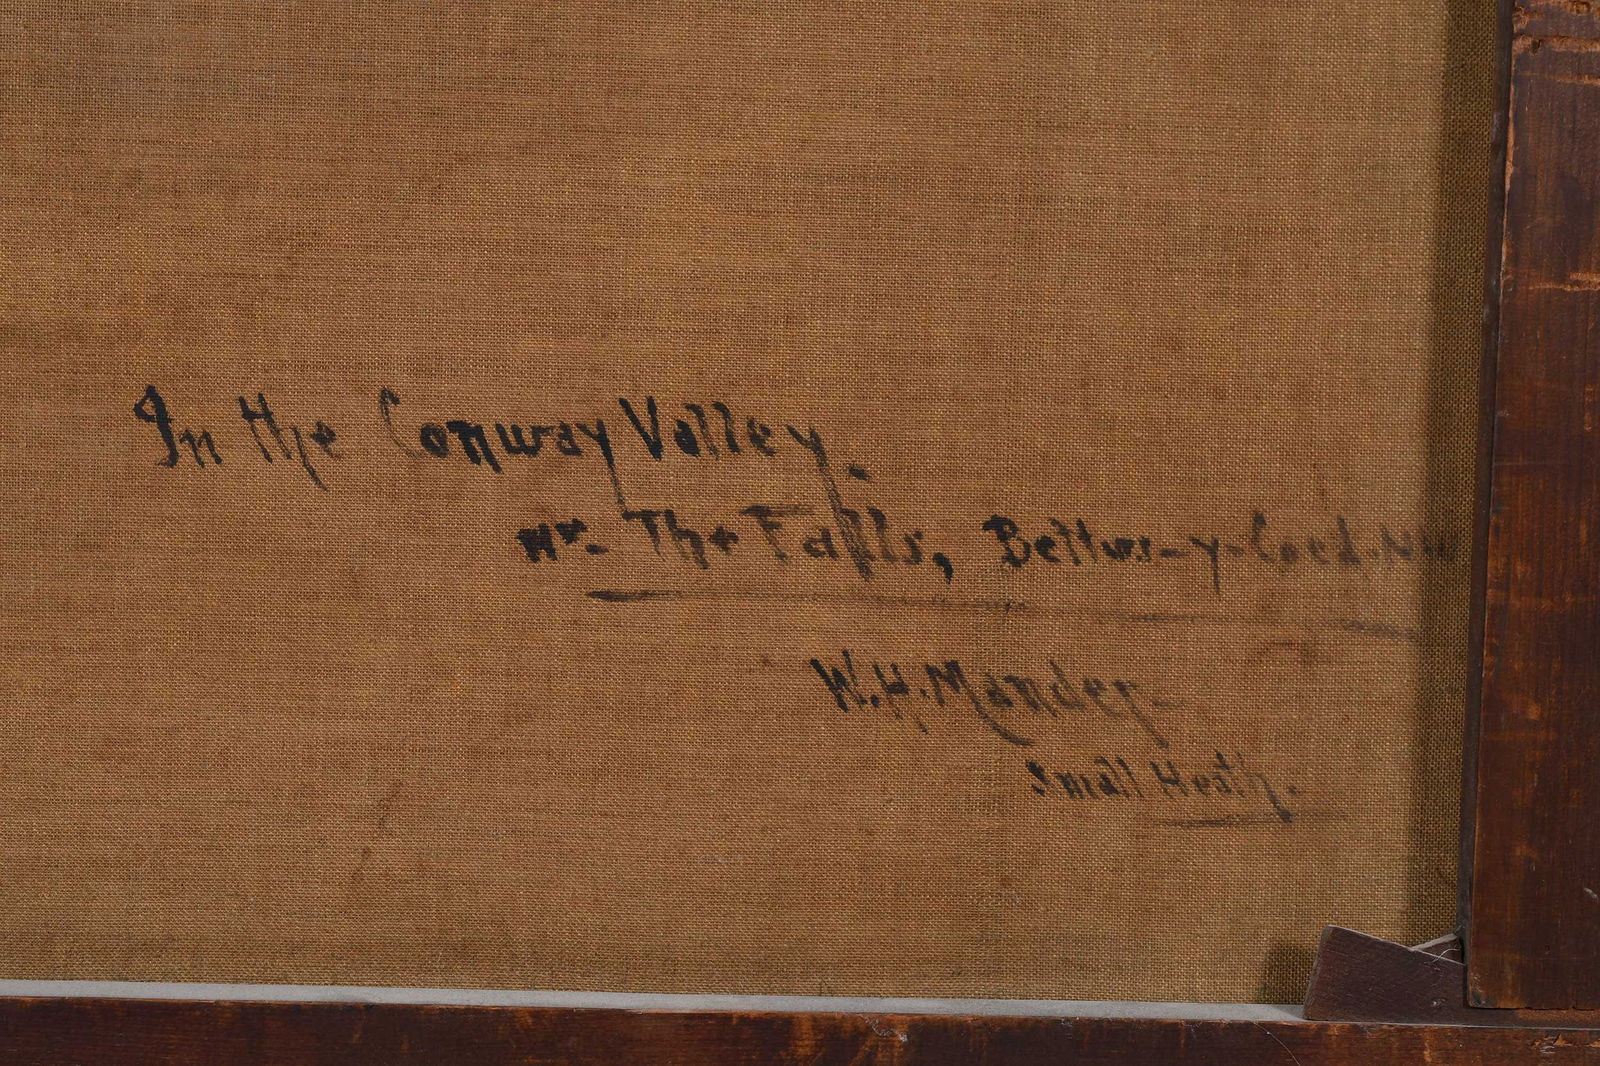 In the Conway Valley.
nr. The Falls, Bettws-y-Coed.
W. H. Mander.
Small Heath.